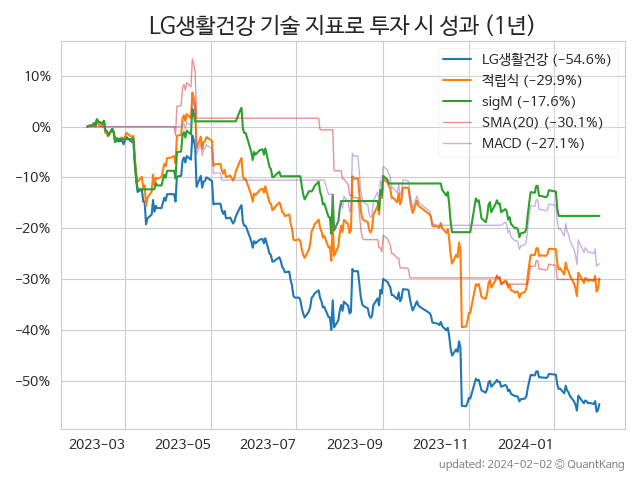 LG생활건강 기술 지표로 투자 시 성과 (1년)
LG생활건강 (−54.6%)
적립식 (−29.9%)
sigM (−17.6%)
SMA(20) (−30.1%)
MACD (−27.1%)
10%
0%
−10%
−20%
−30%
−40%
−50%
2023-03 2023-05 2023-07 2023-09 2023-11 2024-01
updated: 2024-02-02 © QuantKang